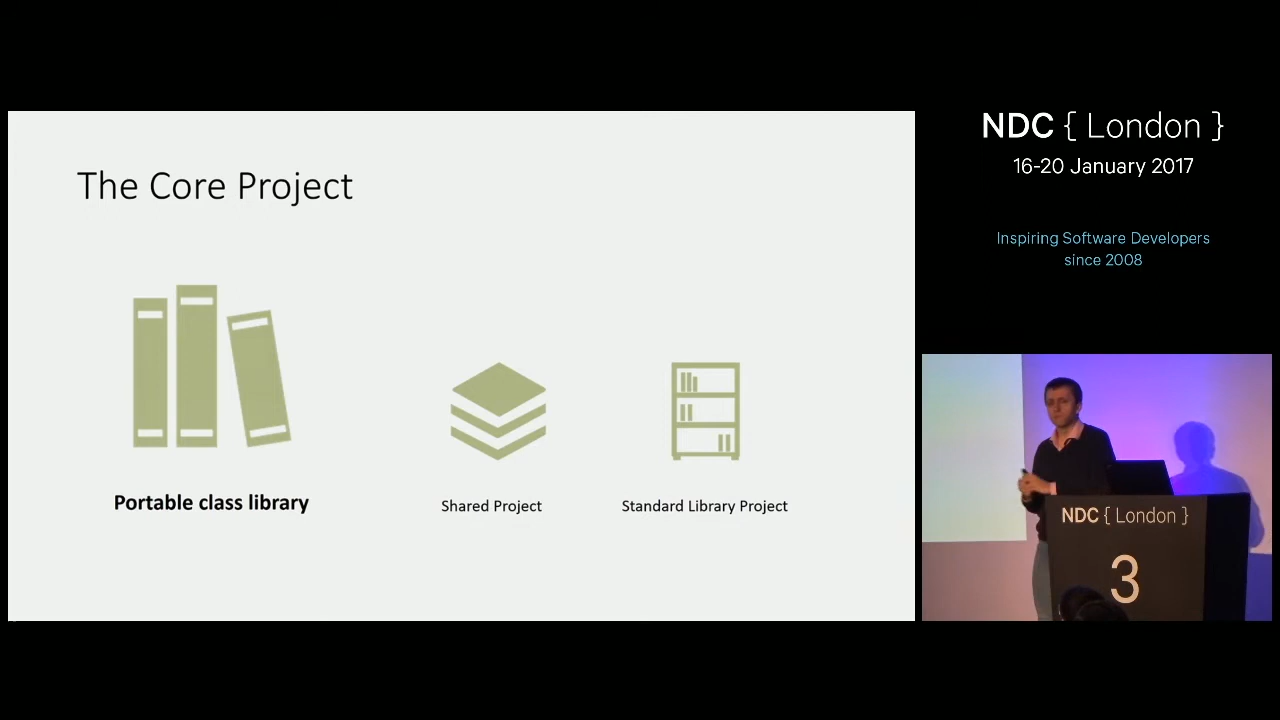 The Core Project
Portable class library
Shared Project
Standard Library Project
NDC { London }
16-20 January 2017
Inspiring Software Developers
since 2008
NDC { London }
3